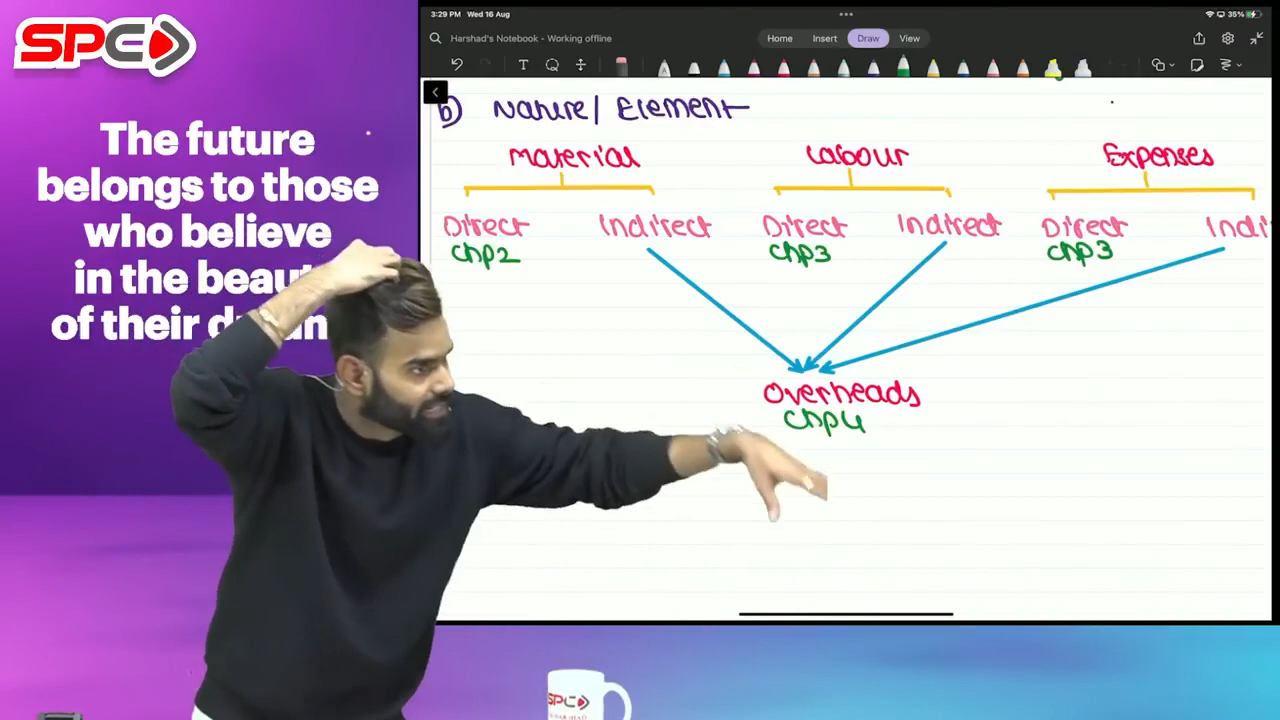 SPC
The future
belongs to those
who believe
in the beau
of their d
3:29 PM Wed 16 Aug
35%
Harshad's Notebook - Working offline
Home Insert Draw View
b) Nature/ Element
Material Labour Expenses
Direct Indirect Direct Indirect Direct Indi
Chp2 Chp3 Chp3
Overheads
Chp4
SPC